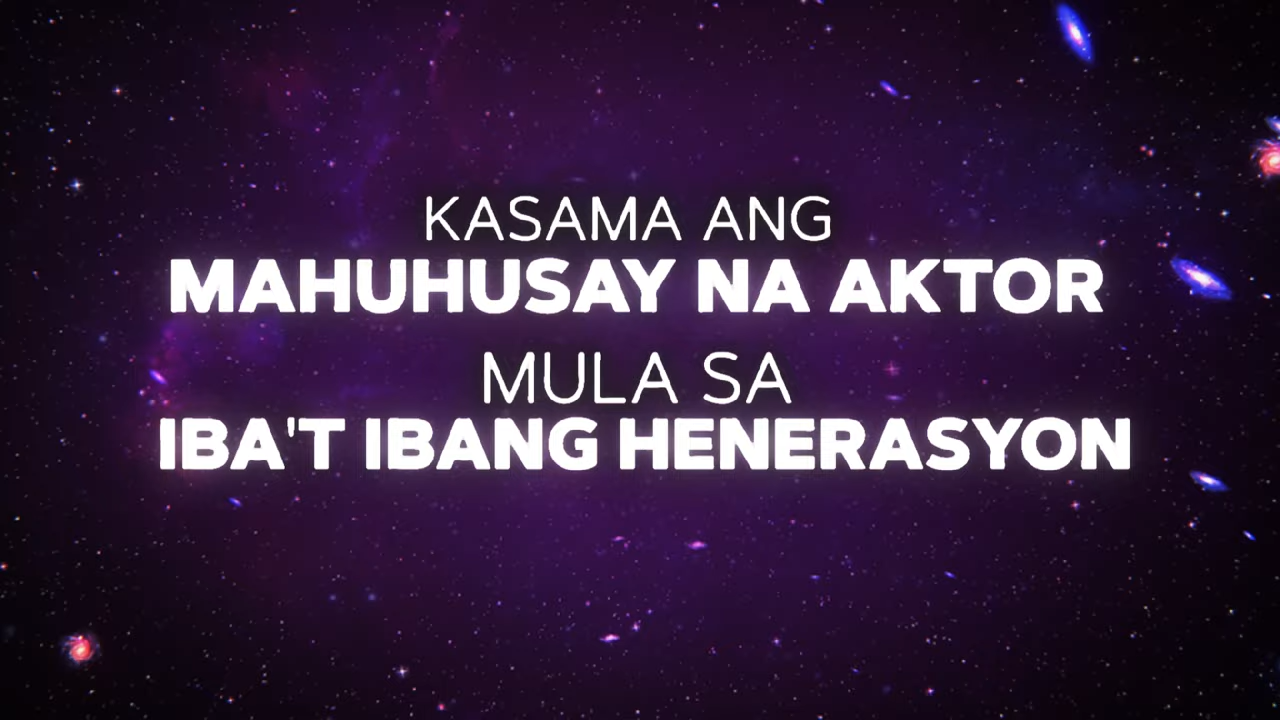 KASAMA ANG
MAHUHUSAY NA AKTOR
MULA SA
IBA'T IBANG HENERASYON